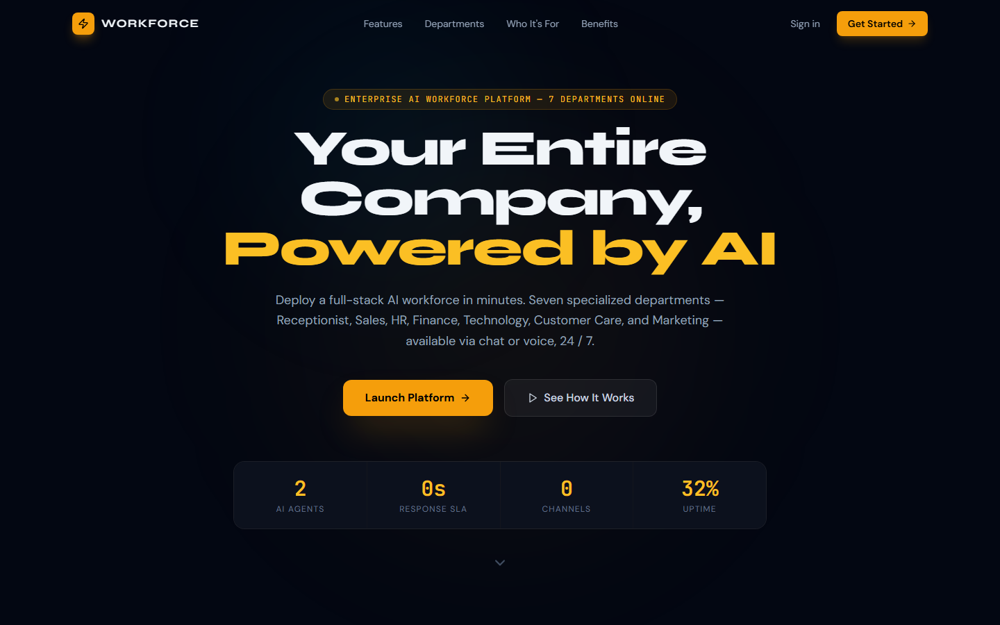 WORKFORCE
Features Departments Who It's For Benefits
Sign in Get Started →
ENTERPRISE AI WORKFORCE PLATFORM — 7 DEPARTMENTS ONLINE
Your Entire
Company,
Powered by AI
Deploy a full-stack AI workforce in minutes. Seven specialized departments —
Receptionist, Sales, HR, Finance, Technology, Customer Care, and Marketing —
available via chat or voice, 24 / 7.
Launch Platform →
See How It Works
2
AI AGENTS
0s
RESPONSE SLA
0
CHANNELS
32%
UPTIME